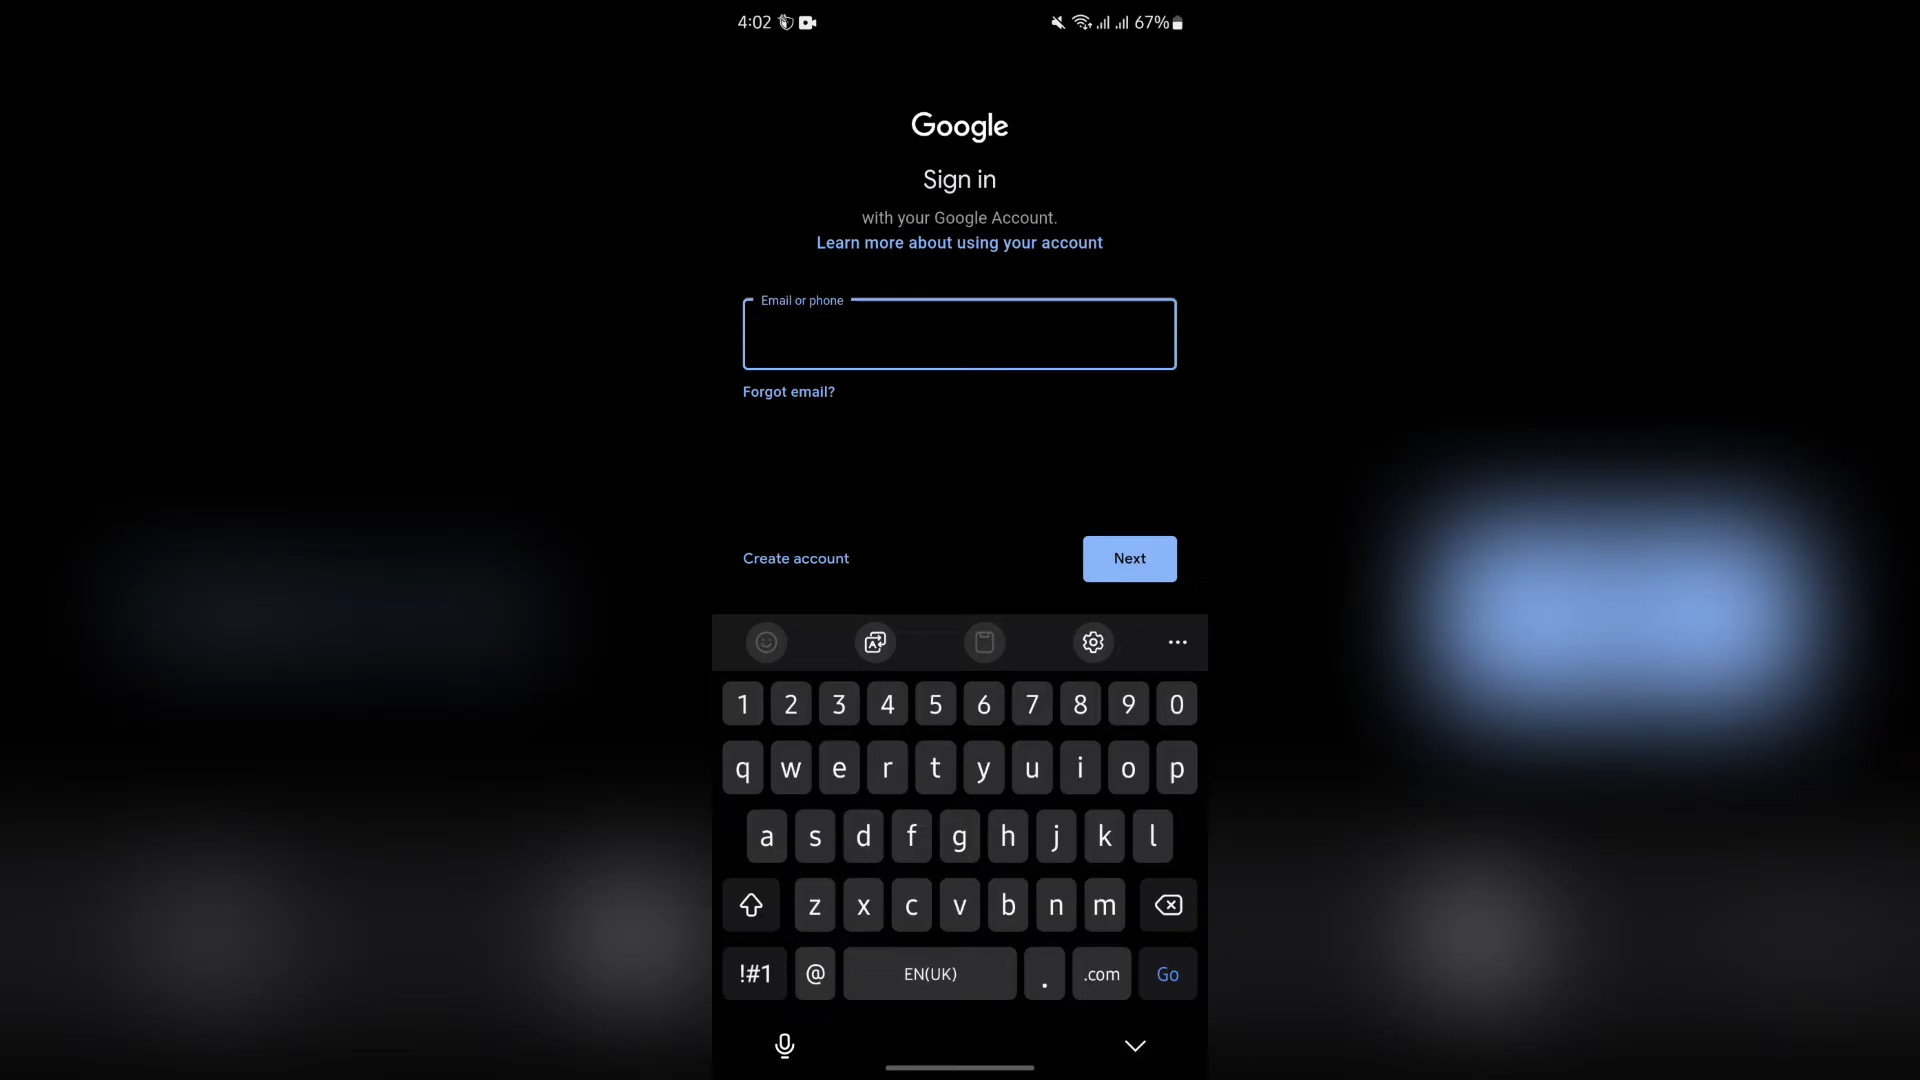 4:02 67%
Google
Sign in
with your Google Account.
Learn more about using your account
Email or phone
Forgot email?
Create account Next
1 2 3 4 5 6 7 8 9 0
q w e r t y u i o p
a s d f g h j k l
z x c v b n m
!#1 @ EN(UK) . .com Go